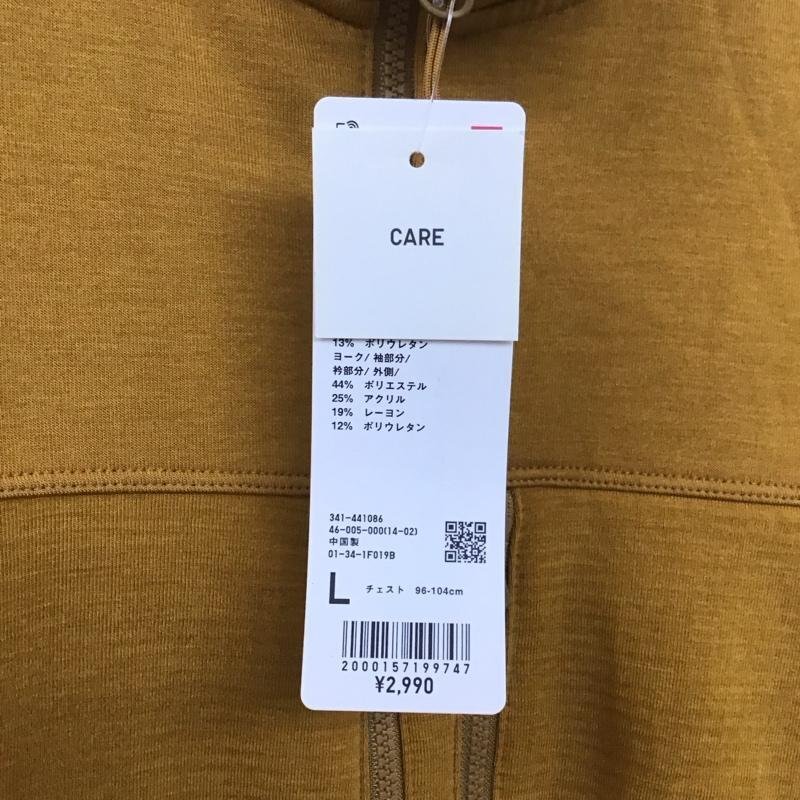 CARE
13% ポリウレタン
ヨーク/ 袖部分/
衿部分/ 外側/
44% ポリエステル
25% アクリル
19% レーヨン
12% ポリウレタン
341-441086
46-005-000(14-02)
中国製
01-34-1F019B
L チェスト 96-104cm
2000157199747
¥2,990